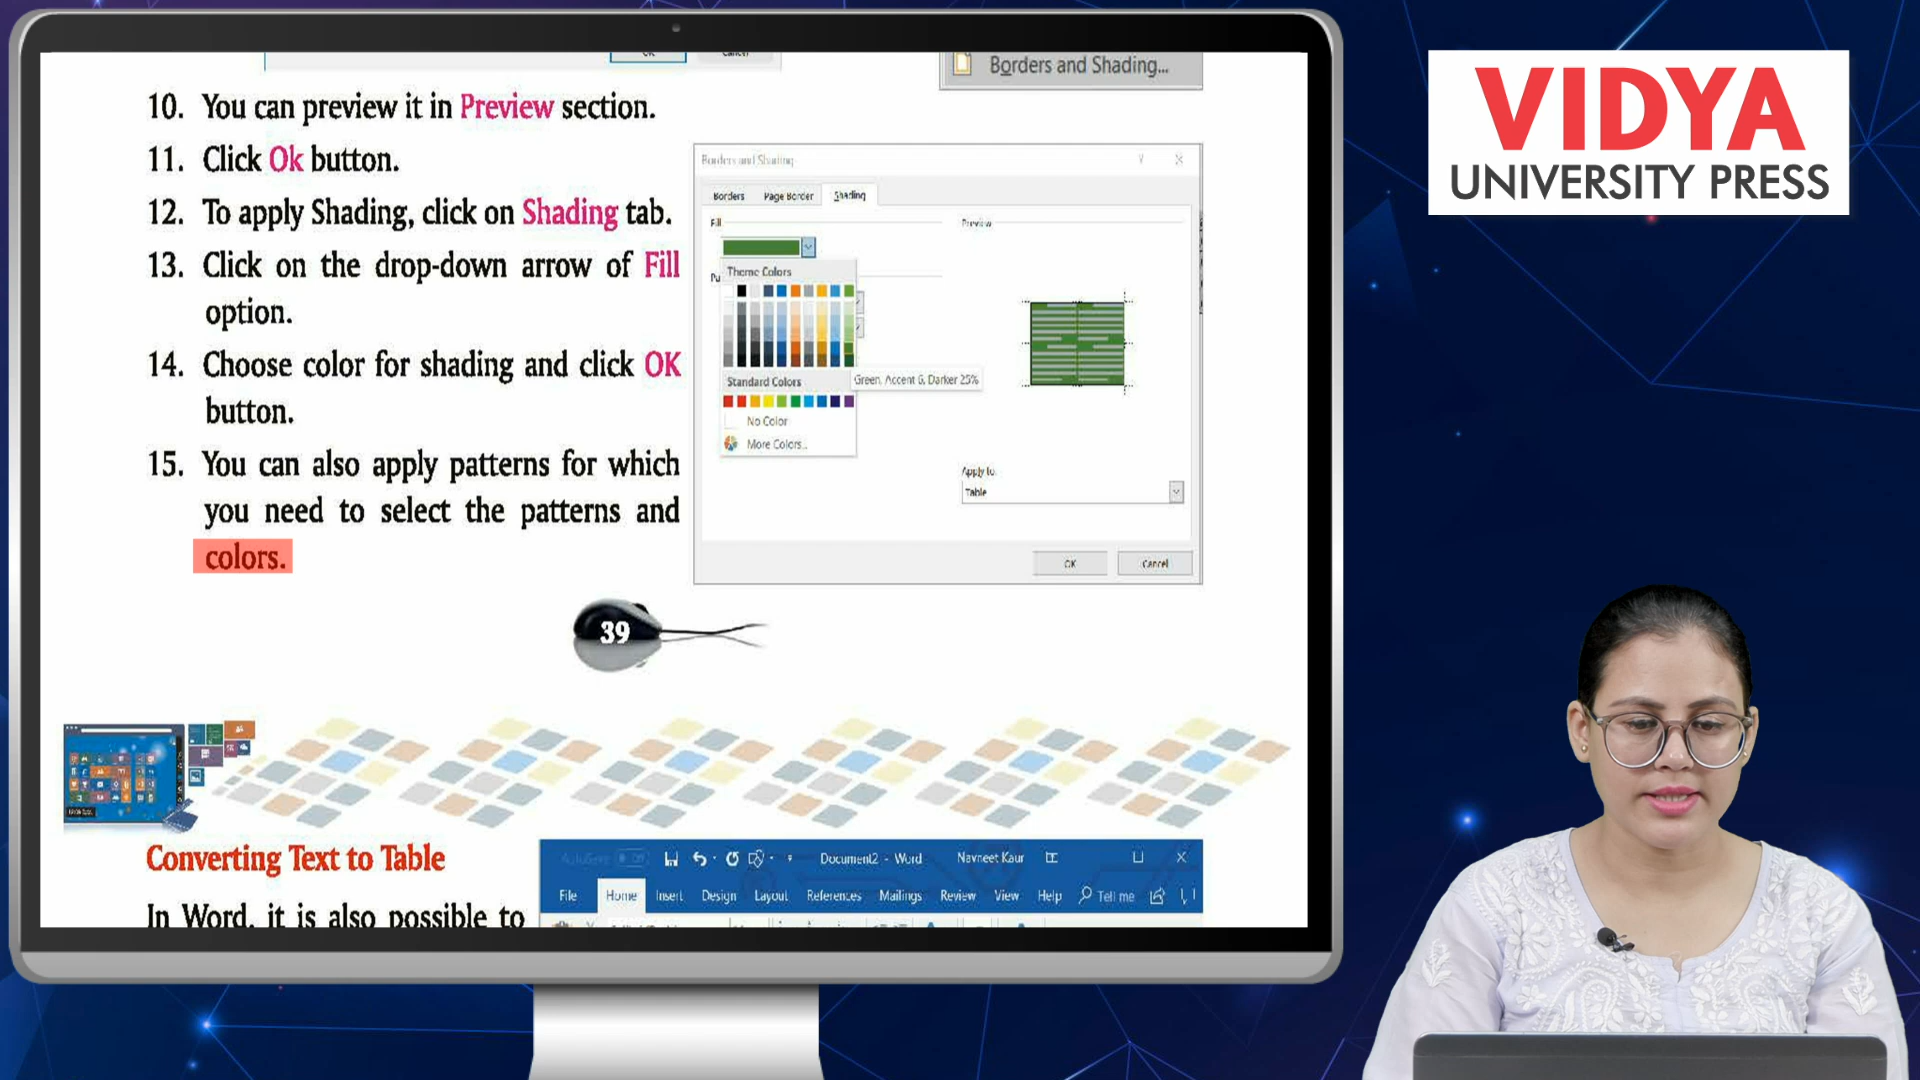 Borders and Shading...
10. You can preview it in Preview section.
11. Click Ok button.
12. To apply Shading, click on Shading tab.
13. Click on the drop-down arrow of Fill
option.
14. Choose color for shading and click OK
button.
15. You can also apply patterns for which
you need to select the patterns and
colors.
Borders and Shading
Borders Page Border Shading
Fill
Preview
Theme Colors
Standard Colors
Green, Accent 6, Darker 25%
No Color
More Colors...
Apply to:
Table
OK Cancel
39
Converting Text to Table
In Word, it is also possible to
Document2 - Word Navneet Kaur
File Home Insert Design Layout References Mailings Review View Help Tell me
VIDYA
UNIVERSITY PRESS